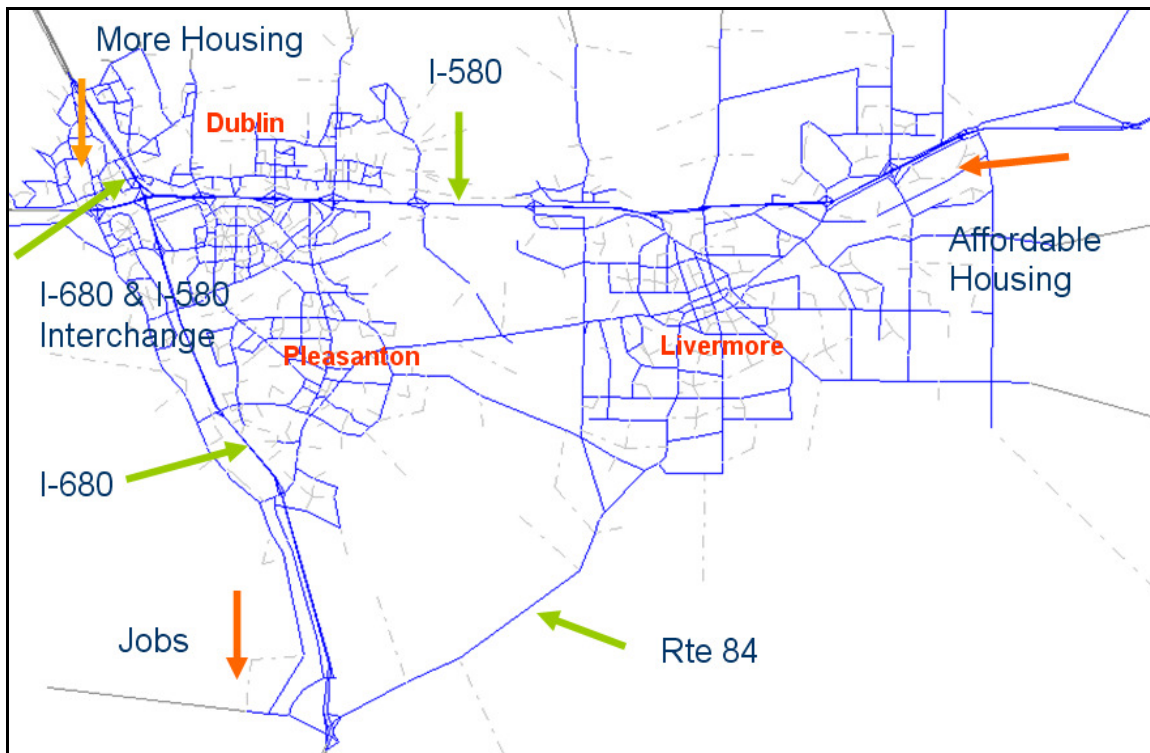 More Housing
I-580
Dublin
Affordable
Housing
I-680 & I-580
Interchange
Pleasanton
Livermore
I-680
Jobs
Rte 84